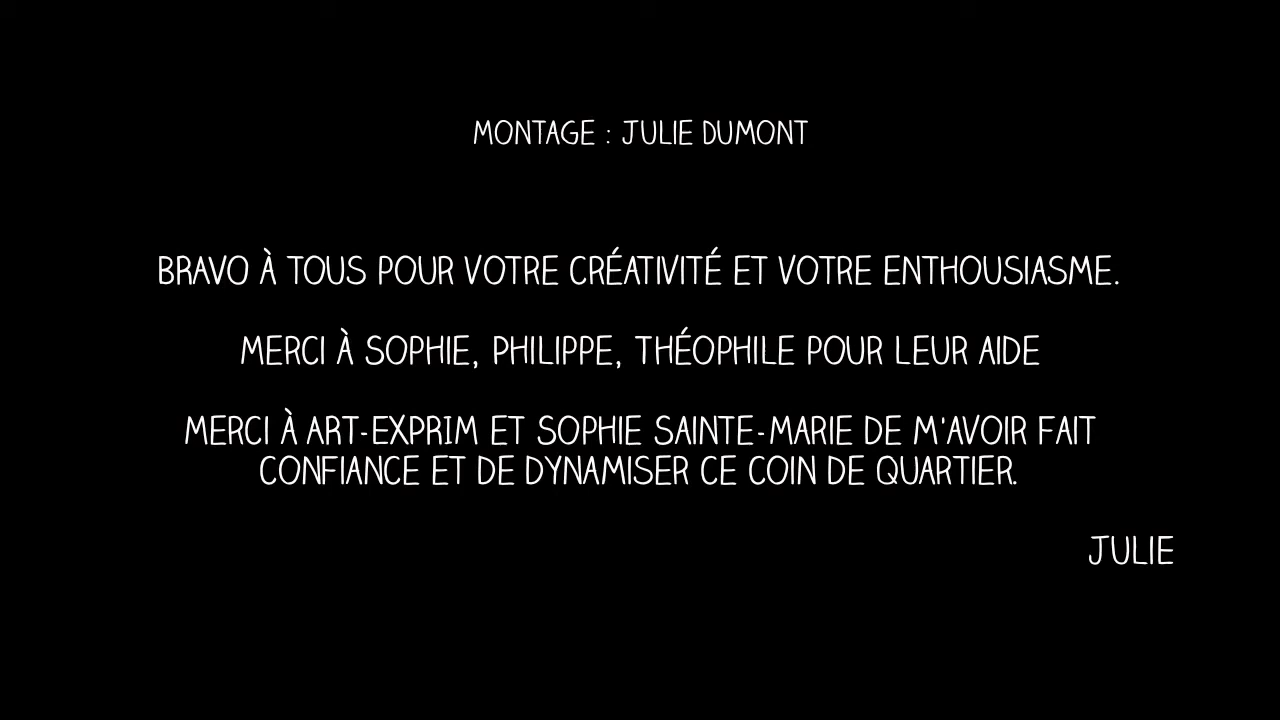 MONTAGE : JULIE DUMONT
BRAVO À TOUS POUR VOTRE CRÉATIVITÉ ET VOTRE ENTHOUSIASME.
MERCI À SOPHIE, PHILIPPE, THÉOPHILE POUR LEUR AIDE
MERCI À ART-EXPRIM ET SOPHIE SAINTE-MARIE DE M'AVOIR FAIT
CONFIANCE ET DE DYNAMISER CE COIN DE QUARTIER.
JULIE